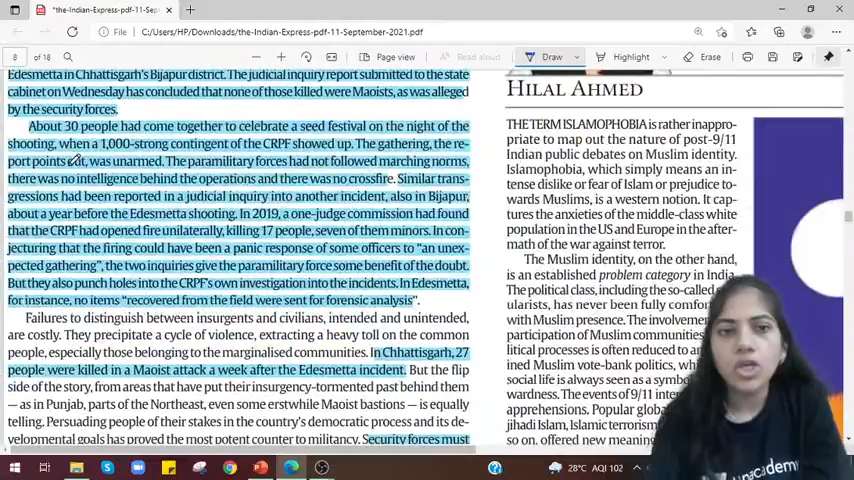 *the-Indian-Express-pdf-11-Sep
File
C:/Users/HP/Downloads/the-Indian-Express-pdf-11-September-2021.pdf
8 of 18
Page view
Read aloud
Draw
Highlight
Erase
Edesmetta in Chhattisgarh's Bijapur district. The judicial inquiry report submitted to the state
cabinet on Wednesday has concluded that none of those killed were Maoists, as was alleged
by the security forces.
About 30 people had come together to celebrate a seed festival on the night of the
shooting, when a 1,000-strong contingent of the CRPF showed up. The gathering, the re-
port points out, was unarmed. The paramilitary forces had not followed marching norms,
there was no intelligence behind the operations and there was no crossfire. Similar trans-
gressions had been reported in a judicial inquiry into another incident, also in Bijapur,
about a year before the Edesmetta shooting. In 2019, a one-judge commission had found
that the CRPF had opened fire unilaterally, killing 17 people, seven of them minors. In con-
jecturing that the firing could have been a panic response of some officers to "an unex-
pected gathering", the two inquiries give the paramilitary force some benefit of the doubt.
But they also punch holes into the CRPF's own investigation into the incidents. In Edesmetta,
for instance, no items "recovered from the field were sent for forensic analysis".
Failures to distinguish between insurgents and civilians, intended and unintended,
are costly. They precipitate a cycle of violence, extracting a heavy toll on the common
people, especially those belonging to the marginalised communities. In Chhattisgarh, 27
people were killed in a Maoist attack a week after the Edesmetta incident. But the flip
side of the story, from areas that have put their insurgency-tormented past behind them
— as in Punjab, parts of the Northeast, even some erstwhile Maoist bastions — is equally
telling. Persuading people of their stakes in the country's democratic process and its de-
velopmental goals has proved the most potent counter to militancy. Security forces must
HILAL AHMED
THE TERM ISLAMOPHOBIA is rather inappro-
priate to map out the nature of post-9/11
Indian public debates on Muslim identity.
Islamophobia, which simply means an in-
tense dislike or fear of Islam or prejudice to-
wards Muslims, is a western notion. It cap-
tures the anxieties of the middle-class white
population in the US and Europe in the after-
math of the war against terror.
The Muslim identity, on the other hand,
is an established problem category in India.
The political class, including the so-called
ularists, has never been fully
with Muslim presence. The
participation of Muslim
litical processes is often reduced to an
ined Muslim vote-bank politics,
social life is always seen as a
wardness. The events of 9/11
apprehensions. Popular
jihadi Islam, Islamic
so on, offered new
28°C AQI 102